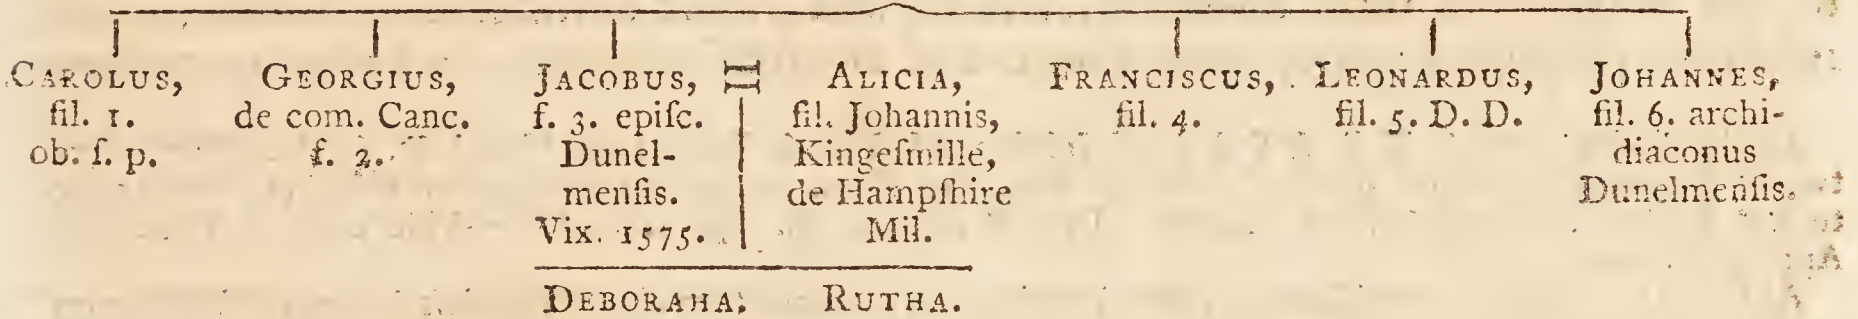 CAROLUS,
fil. 1.
ob. ſ. p.
GEORGIUS,
de com. Canc.
f. 2.
JACOBUS,
f. 3. epiſc.
Dunel-
menſis.
Vix. 1575.
ALICIA,
fil. Johannis,
Kingeſmille,
de Hampſhire
Mil.
FRANCISCUS,
fil. 4.
LEONARDUS,
fil. 5. D. D.
JOHANNES,
fil. 6. archi-
diaconus
Dunelmenſis.
DEBORAHA.
RUTHA.